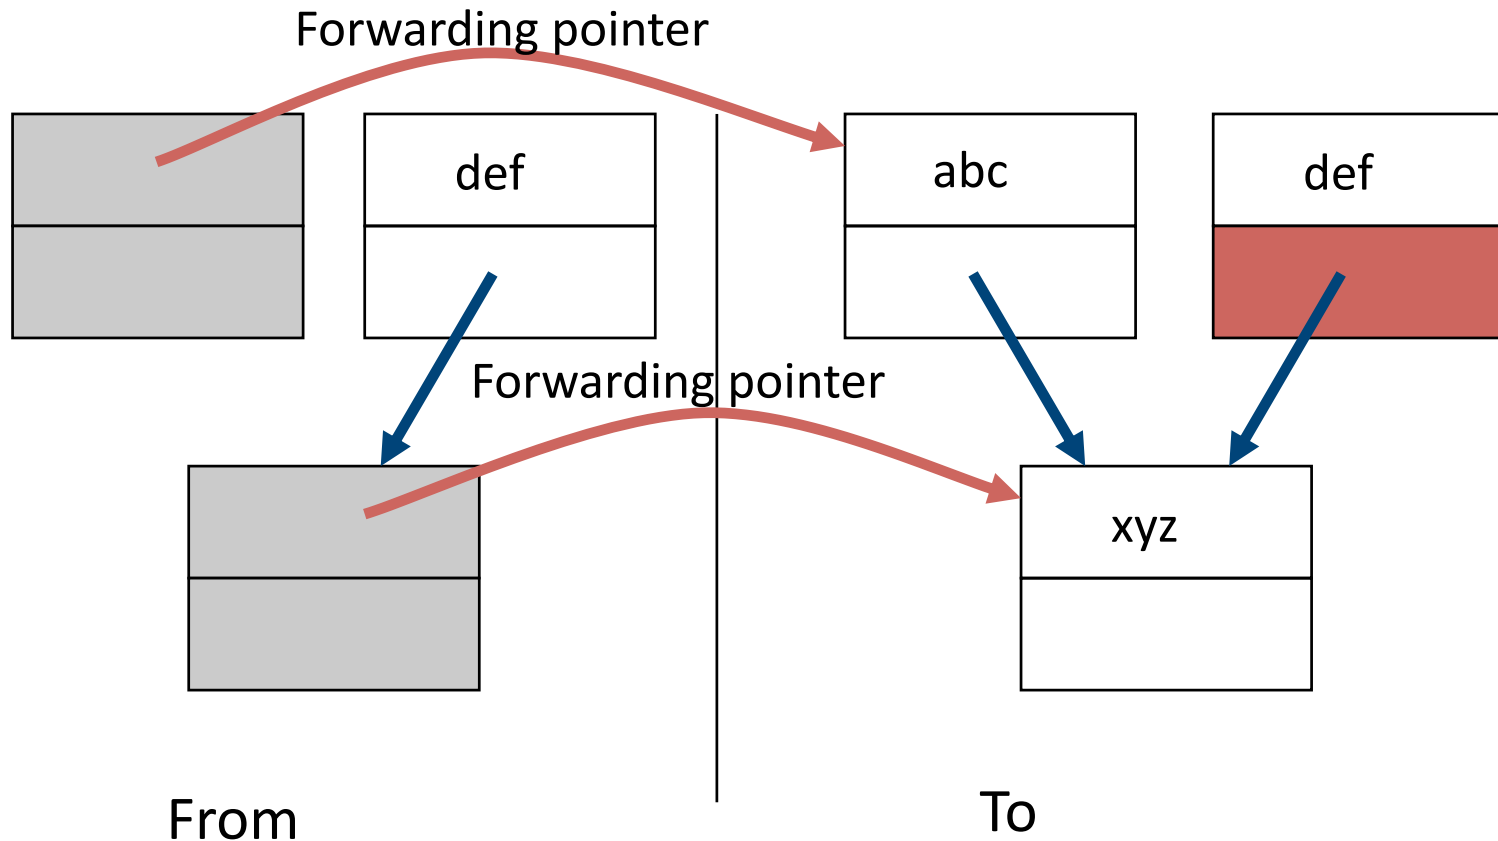 Forwarding pointer
def
abc
def
Forwarding pointer
xyz
From
To